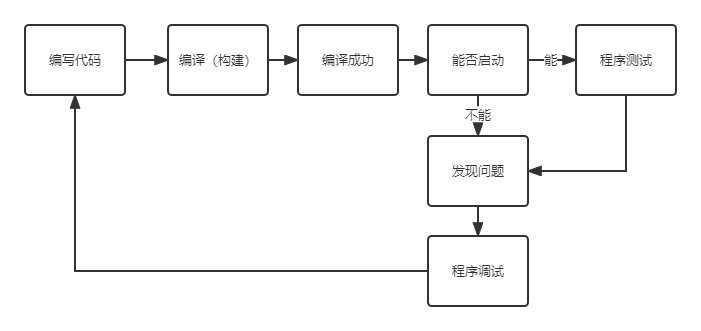 编写代码
编译（构建）
编译成功
能否启动
能
程序测试
不能
发现问题
程序调试